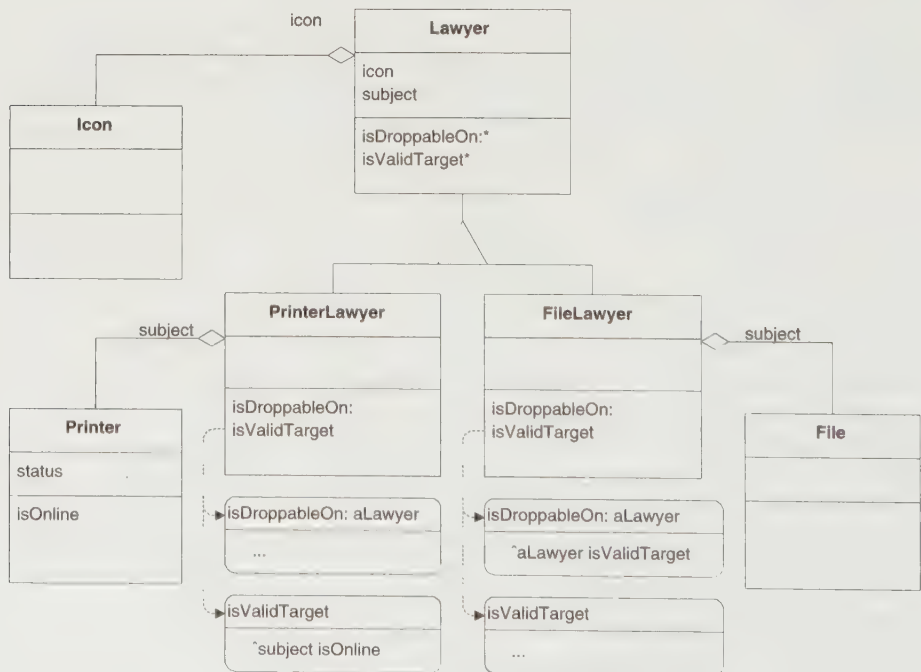 icon
Lawyer
icon
subject
isDroppableOn:*
isValidTarget*
Icon
PrinterLawyer
isDroppableOn:
isValidTarget
FileLawyer
isDroppableOn:
isValidTarget
subject
subject
Printer
status
isOnline
File
isDroppableOn: aLawyer
...
isDroppableOn: aLawyer
^aLawyer isValidTarget
isValidTarget
^subject isOnline
isValidTarget
...